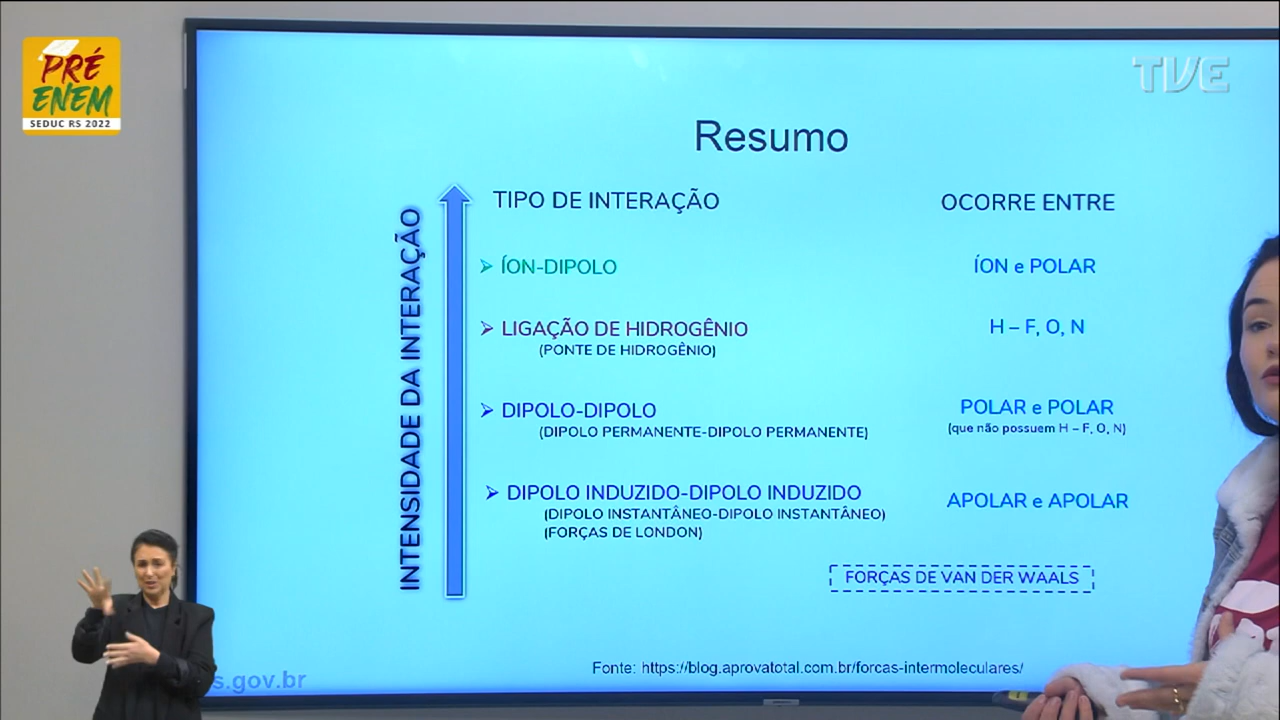 PRÉ
ENEM
SEDUC RS 2022
TVE
Resumo
INTENSIDADE DA INTERAÇÃO
TIPO DE INTERAÇÃO
OCORRE ENTRE
ÍON-DIPOLO
ÍON e POLAR
LIGAÇÃO DE HIDROGÊNIO
(PONTE DE HIDROGÊNIO)
H – F, O, N
DIPOLO-DIPOLO
(DIPOLO PERMANENTE-DIPOLO PERMANENTE)
POLAR e POLAR
(que não possuem H – F, O, N)
DIPOLO INDUZIDO-DIPOLO INDUZIDO
(DIPOLO INSTANTÂNEO-DIPOLO INSTANTÂNEO)
(FORÇAS DE LONDON)
APOLAR e APOLAR
FORÇAS DE VAN DER WAALS
Fonte: https://blog.aprovatotal.com.br/forcas-intermoleculares/
s.gov.br